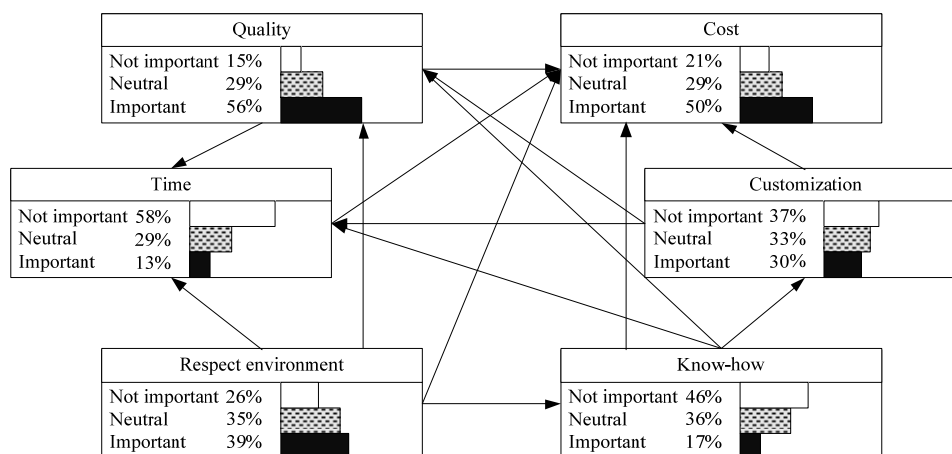 Quality
Not important 15%
Neutral 29%
Important 56%
Cost
Not important 21%
Neutral 29%
Important 50%
Time
Not important 58%
Neutral 29%
Important 13%
Customization
Not important 37%
Neutral 33%
Important 30%
Respect environment
Not important 26%
Neutral 35%
Important 39%
Know-how
Not important 46%
Neutral 36%
Important 17%